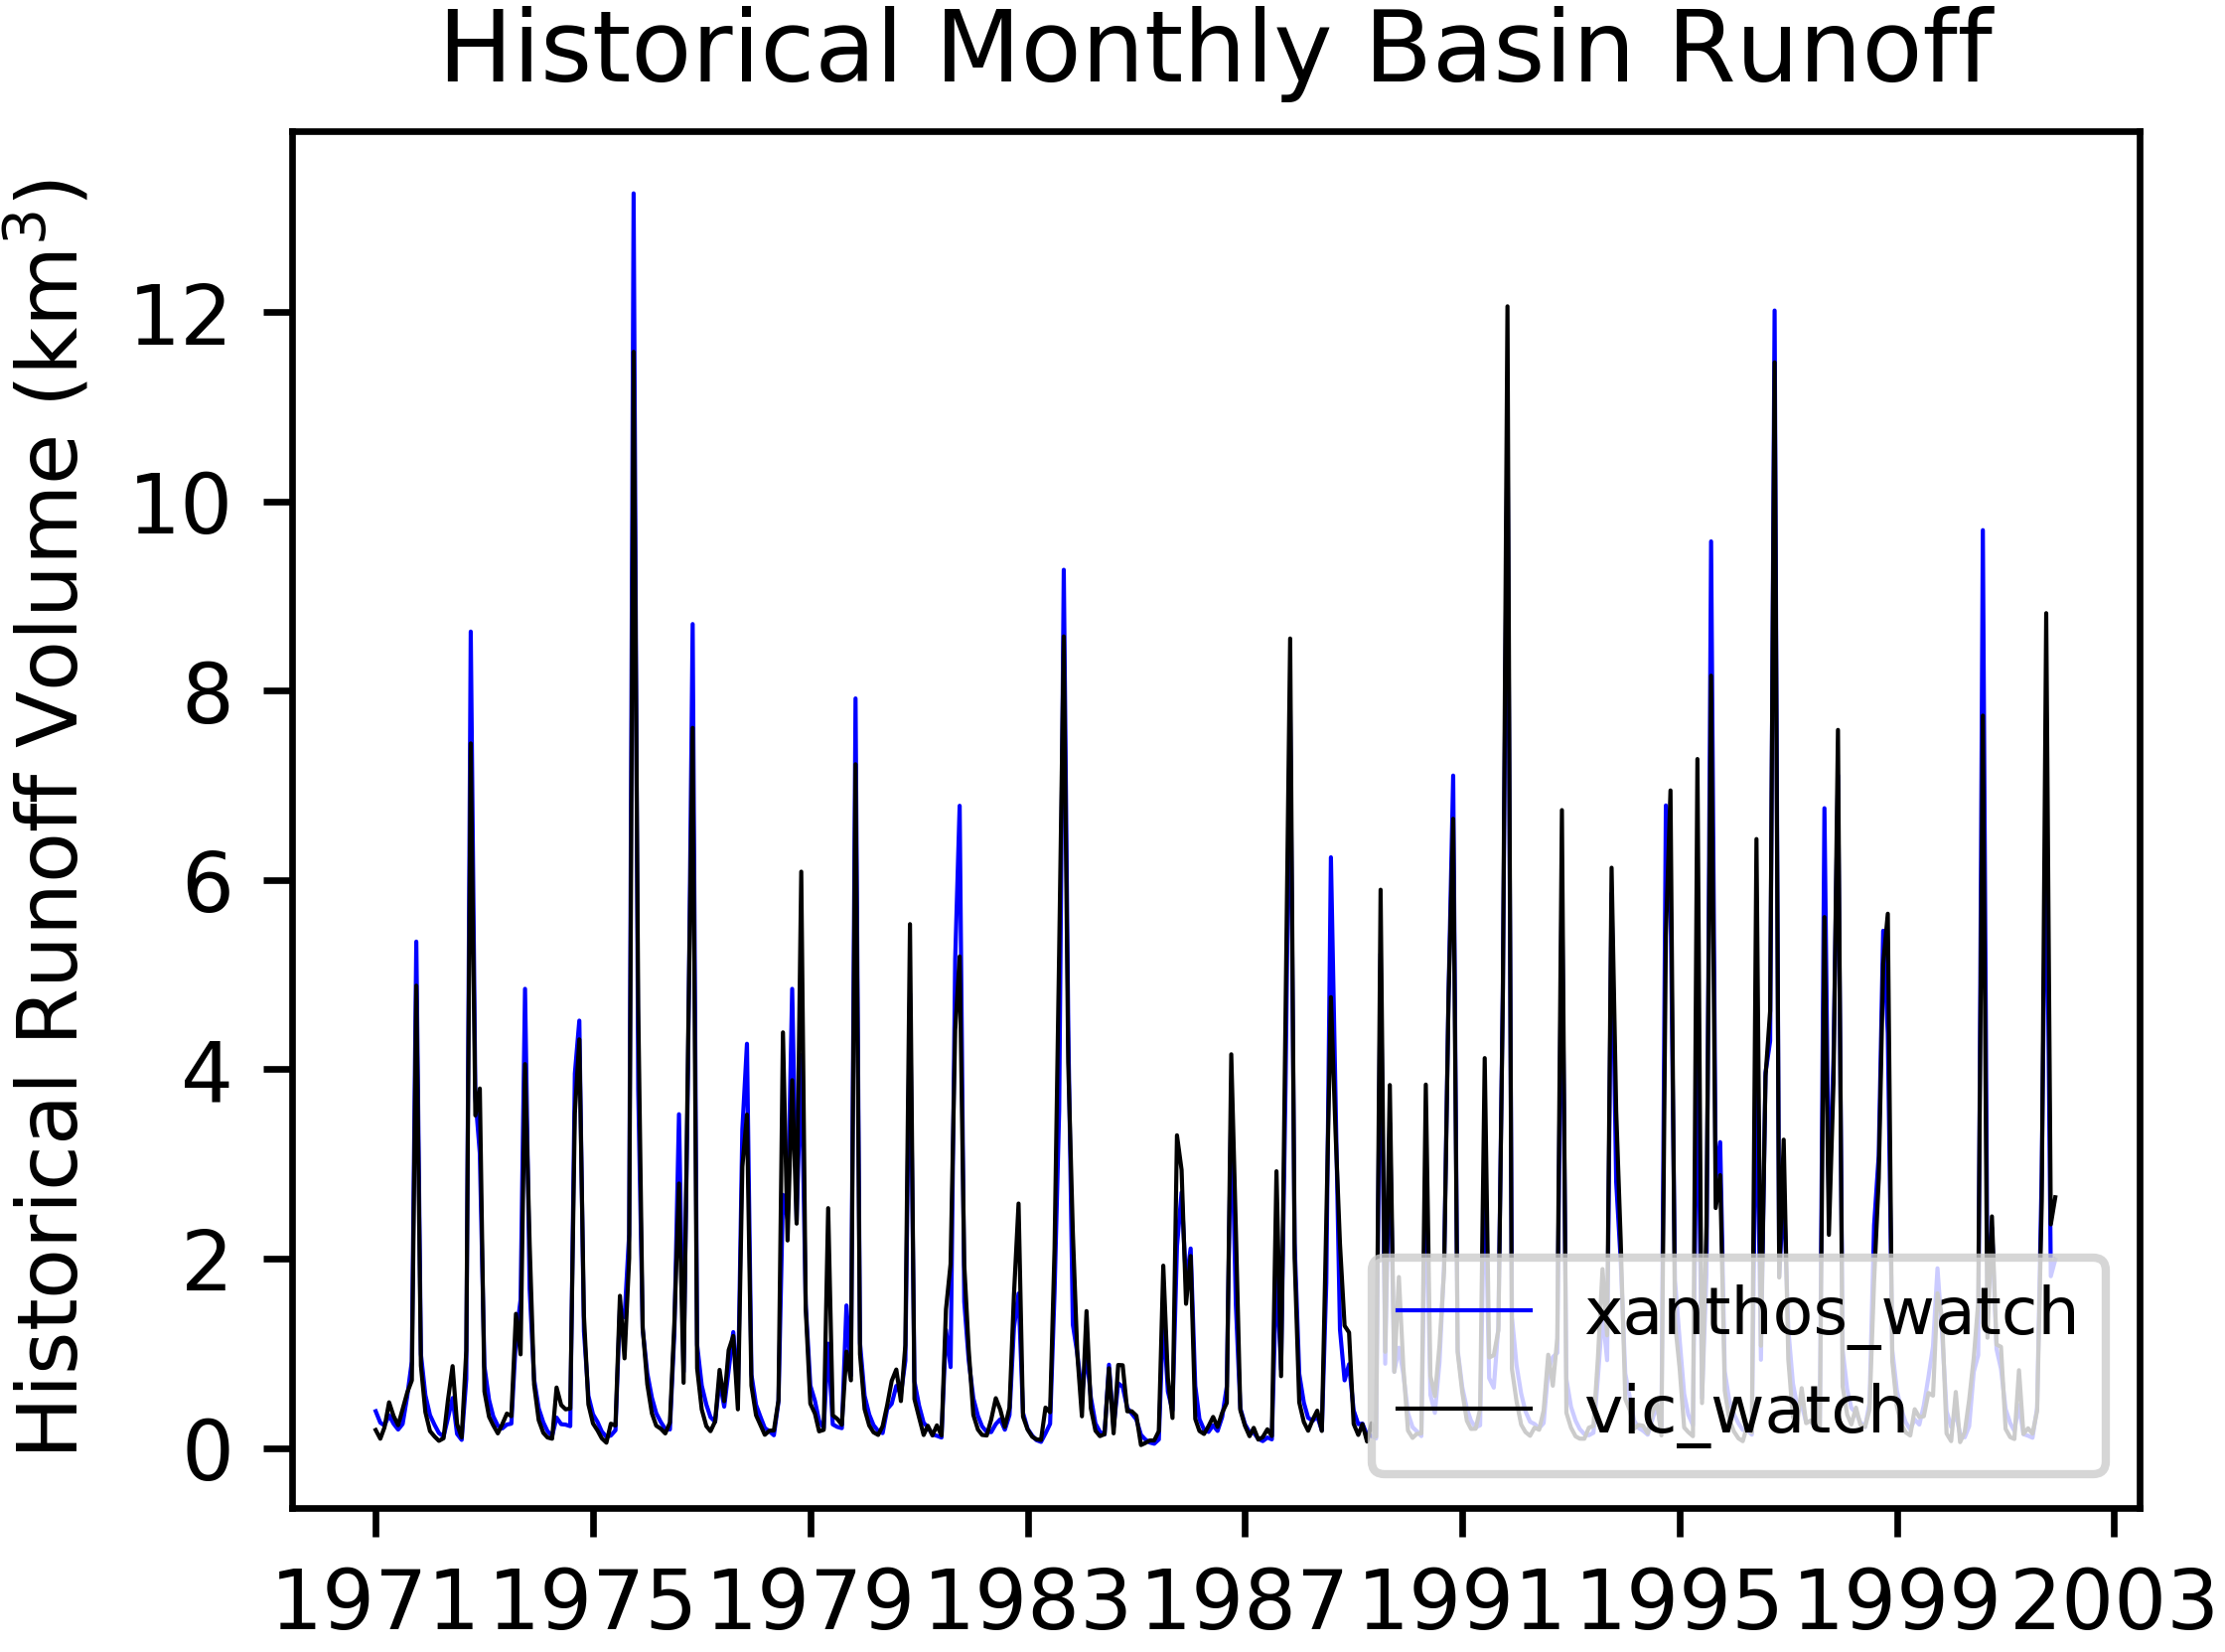 Historical Monthly Basin Runoff
Historical Runoff Volume (km³)
12
10
8
6
4
2
0
xanthos_watch
vic_watch
1971 1975 1979 1983 1987 1991 1995 1999 2003